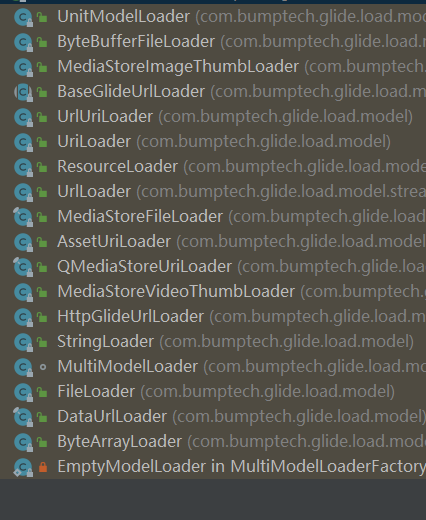 UnitModelLoader (com.bumptech.glide.load.mo
ByteBufferFileLoader (com.bumptech.glide.load.
MediaStoreImageThumbLoader (com.bumptech.
BaseGlideUrlLoader (com.bumptech.glide.load.m
UrlUriLoader (com.bumptech.glide.load.model)
UriLoader (com.bumptech.glide.load.model)
ResourceLoader (com.bumptech.glide.load.mode
UrlLoader (com.bumptech.glide.load.model.strea
MediaStoreFileLoader (com.bumptech.glide.load
AssetUriLoader (com.bumptech.glide.load.model
QMediaStoreUriLoader (com.bumptech.glide.loa
MediaStoreVideoThumbLoader (com.bumptech.
HttpGlideUrlLoader (com.bumptech.glide.load.m
StringLoader (com.bumptech.glide.load.model)
MultiModelLoader (com.bumptech.glide.load.mo
FileLoader (com.bumptech.glide.load.model)
DataUrlLoader (com.bumptech.glide.load.model)
ByteArrayLoader (com.bumptech.glide.load.mod
EmptyModelLoader in MultiModelLoaderFactory